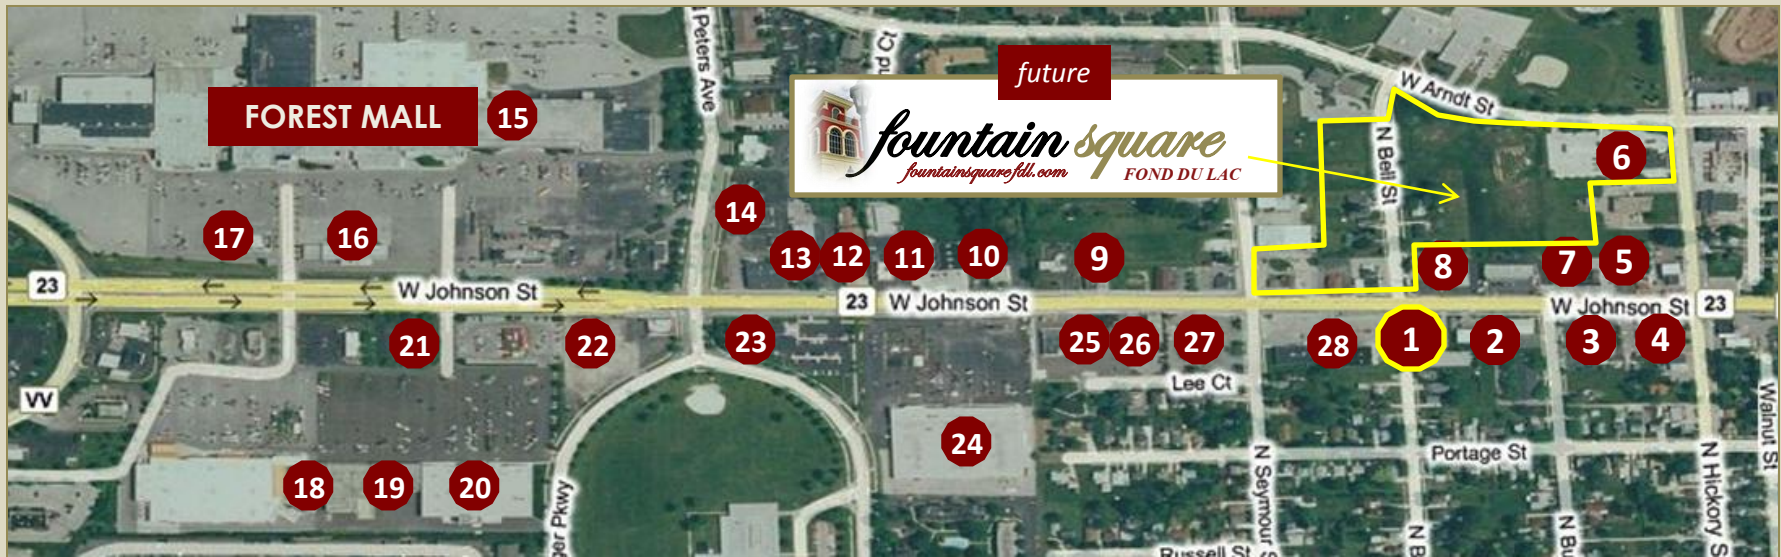 future
fountain square
fountainsquarefdl.com FOND DU LAC
FOREST MALL
15
N Peters Ave
W Arndt St
N Bell St
6
14
17
16
13
12
11
10
9
8
7
5
23
W Johnson St
23
W Johnson St
W Johnson St
23
21
22
23
25
26
27
28
1
2
3
4
VV
Lee Ct
24
18
19
20
Portage St
N Seymour S
N Hickory S
Walnut St
ger Pkwy
N B
N Bu
Russell St